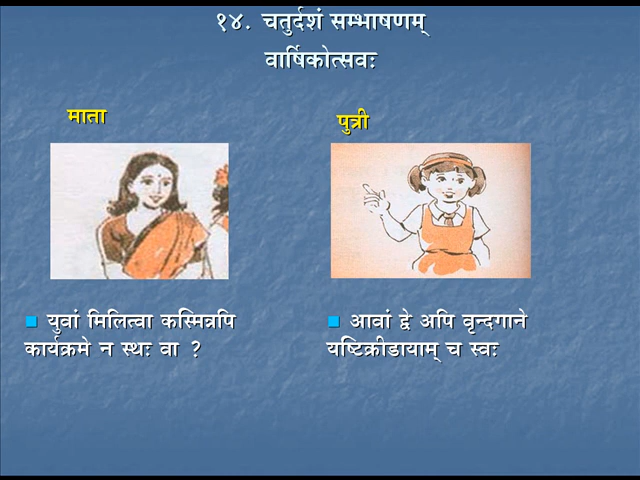 १४. चतुर्दशं सम्भाषणम्
वार्षिकोत्सवः
माता
पुत्री
युवां मिलित्वा कस्मिन्नपि
कार्यक्रमे न स्थः वा ?
आवां द्वे अपि वृन्दगाने
यष्टिक्रीडायाम् च स्वः